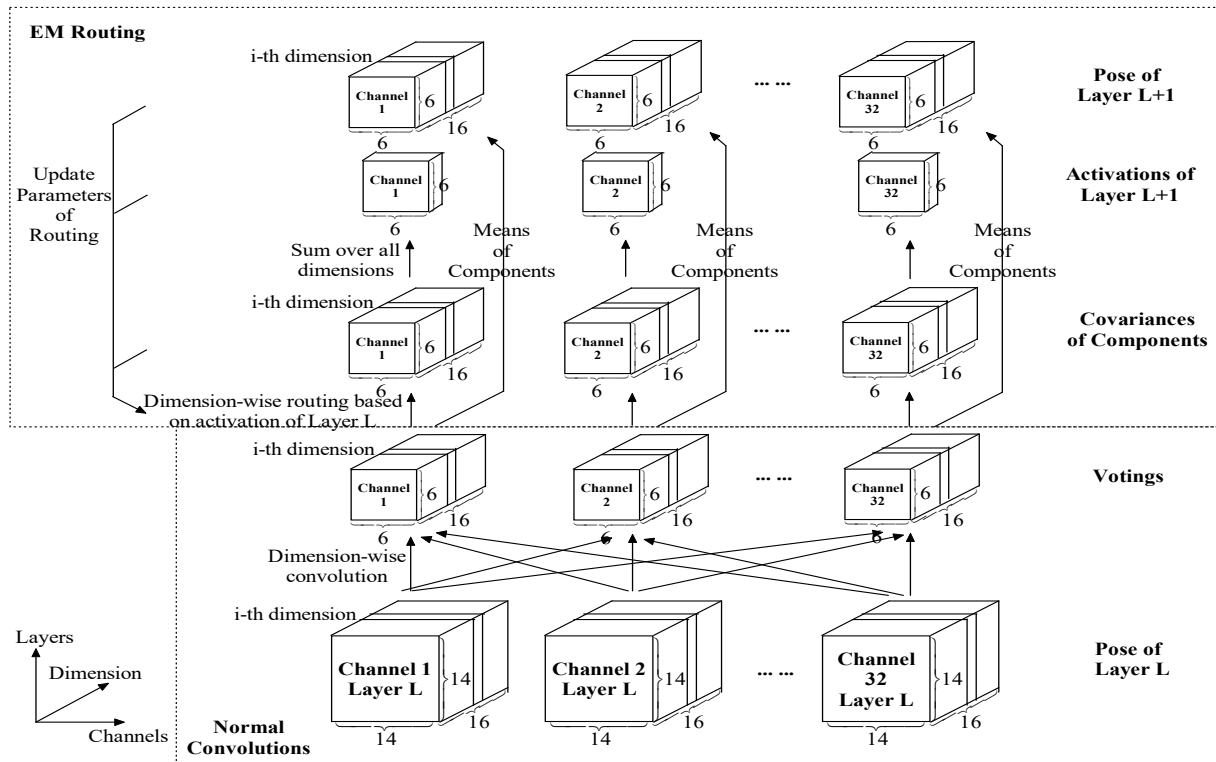 EM Routing
i-th dimension
Channel
1
6
16
6
Channel
2
6
16
6
... ...
Channel
32
6
16
6
Pose of
Layer L+1
Update
Parameters
of
Routing
Channel
1
6
6
Channel
2
6
6
Channel
32
6
6
Activations of
Layer L+1
Sum over all
dimensions
Means
of
Components
Means
of
Components
Means
of
Components
i-th dimension
Channel
1
6
16
6
Channel
2
6
16
6
... ...
Channel
32
6
16
6
Covariances
of Components
Dimension-wise routing based
on activation of Layer L
i-th dimension
Channel
1
6
16
6
Channel
2
6
16
6
... ...
Channel
32
6
16
6
Votings
Dimension-wise
convolution
i-th dimension
Channel 1
Layer L
14
16
14
Channel 2
Layer L
14
16
14
... ...
Channel
32
Layer L
14
16
14
Pose of
Layer L
Layers
Dimension
Channels
Normal
Convolutions